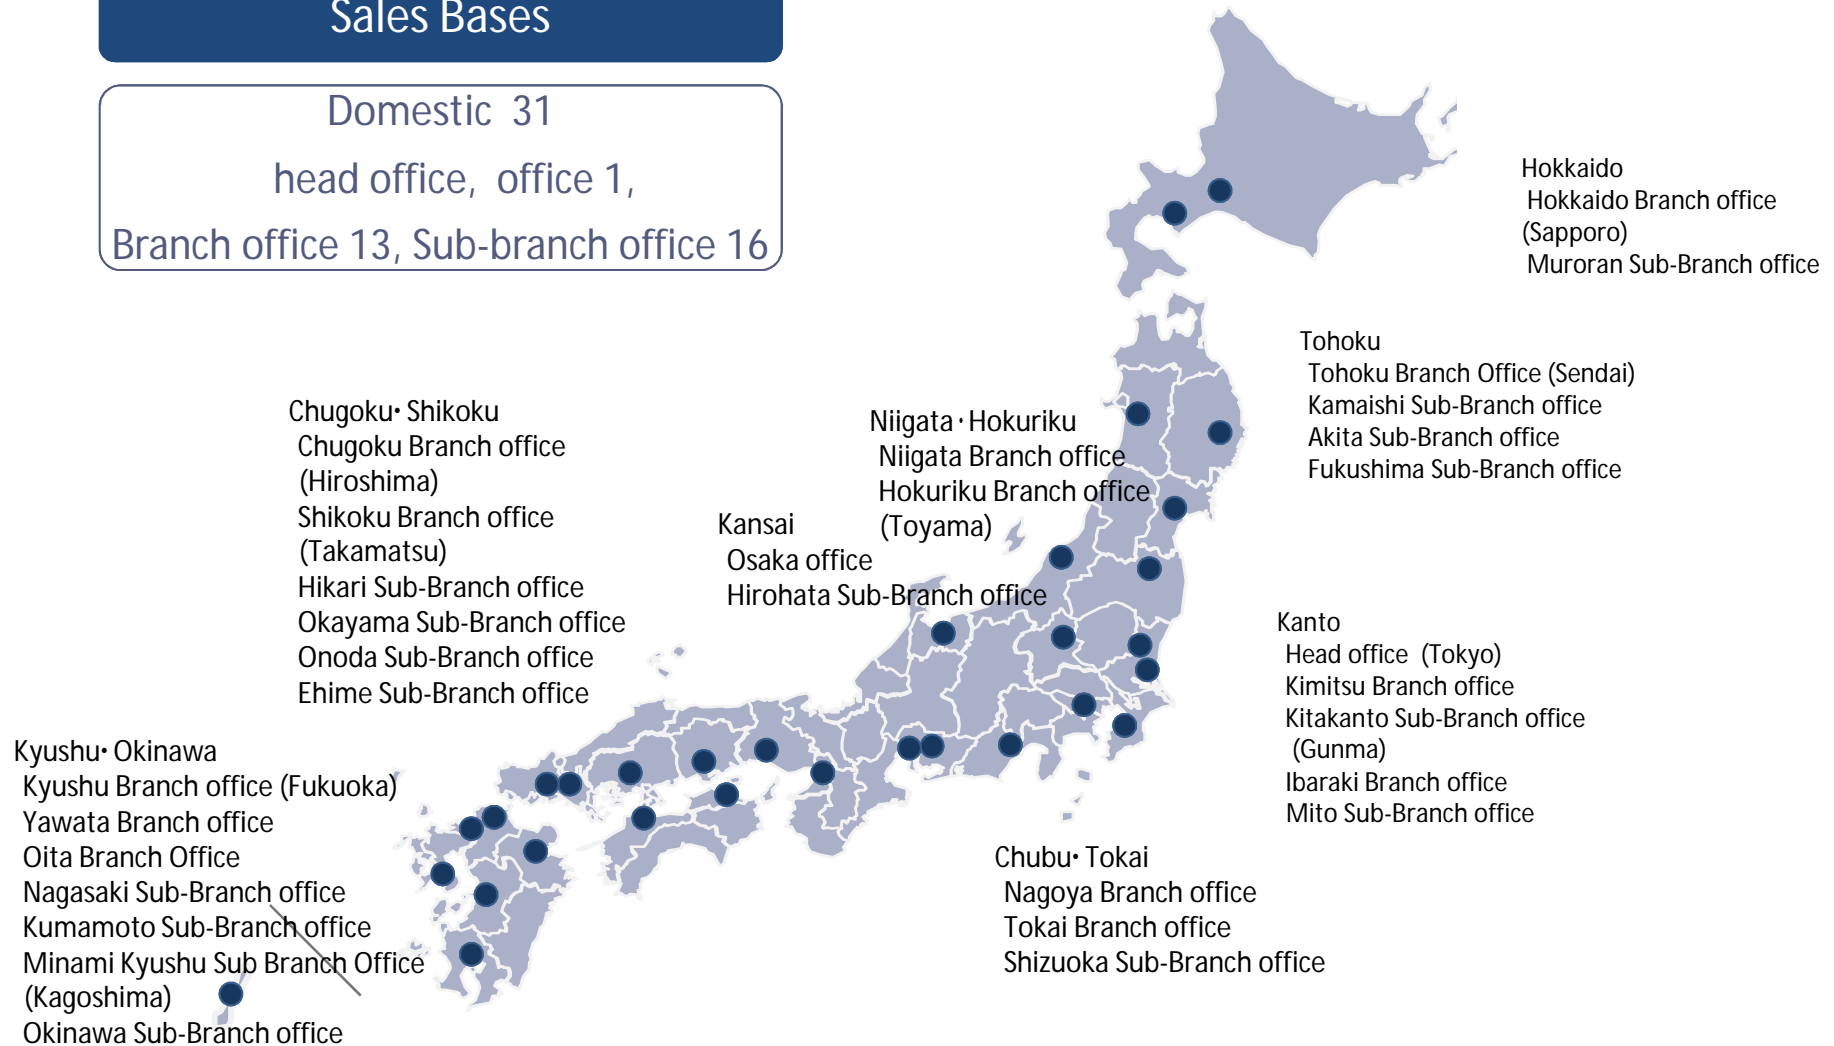 Sales Bases
Domestic 31
head office, office 1,
Branch office 13, Sub-branch office 16
Hokkaido
Hokkaido Branch office
(Sapporo)
Muroran Sub-Branch office
Tohoku
Tohoku Branch Office (Sendai)
Kamaishi Sub-Branch office
Akita Sub-Branch office
Fukushima Sub-Branch office
Chugoku・Shikoku
Chugoku Branch office
(Hiroshima)
Shikoku Branch office
(Takamatsu)
Hikari Sub-Branch office
Okayama Sub-Branch office
Onoda Sub-Branch office
Ehime Sub-Branch office
Niigata・Hokuriku
Niigata Branch office
Hokuriku Branch office
(Toyama)
Kansai
Osaka office
Hirohata Sub-Branch office
Kanto
Head office (Tokyo)
Kimitsu Branch office
Kitakanto Sub-Branch office
(Gunma)
Ibaraki Branch office
Mito Sub-Branch office
Kyushu・Okinawa
Kyushu Branch office (Fukuoka)
Yawata Branch office
Oita Branch Office
Nagasaki Sub-Branch office
Kumamoto Sub-Branch office
Minami Kyushu Sub Branch Office
(Kagoshima)
Okinawa Sub-Branch office
Chubu・Tokai
Nagoya Branch office
Tokai Branch office
Shizuoka Sub-Branch office